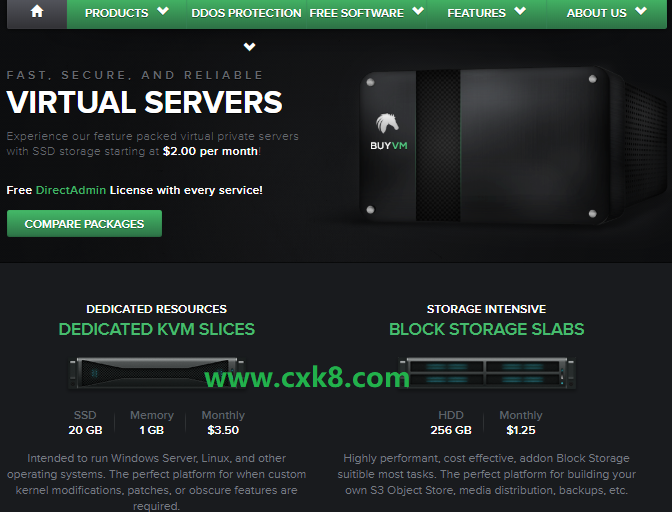 PRODUCTS
DDOS PROTECTION
FREE SOFTWARE
FEATURES
ABOUT US
FAST, SECURE, AND RELIABLE
VIRTUAL SERVERS
Experience our feature packed virtual private servers
with SSD storage starting at $2.00 per month!
Free DirectAdmin License with every service!
COMPARE PACKAGES
BUYVM
DEDICATED RESOURCES
DEDICATED KVM SLICES
SSD
20 GB
Memory
1 GB
Monthly
$3.50
Intended to run Windows Server, Linux, and other
operating systems. The perfect platform for when custom
kernel modifications, patches, or obscure features are
required.
STORAGE INTENSIVE
BLOCK STORAGE SLABS
HDD
256 GB
Monthly
$1.25
Highly performant, cost effective, addon Block Storage
suitible most tasks. The perfect platform for building your
own S3 Object Store, media distribution, backups, etc.
www.cxk8.com